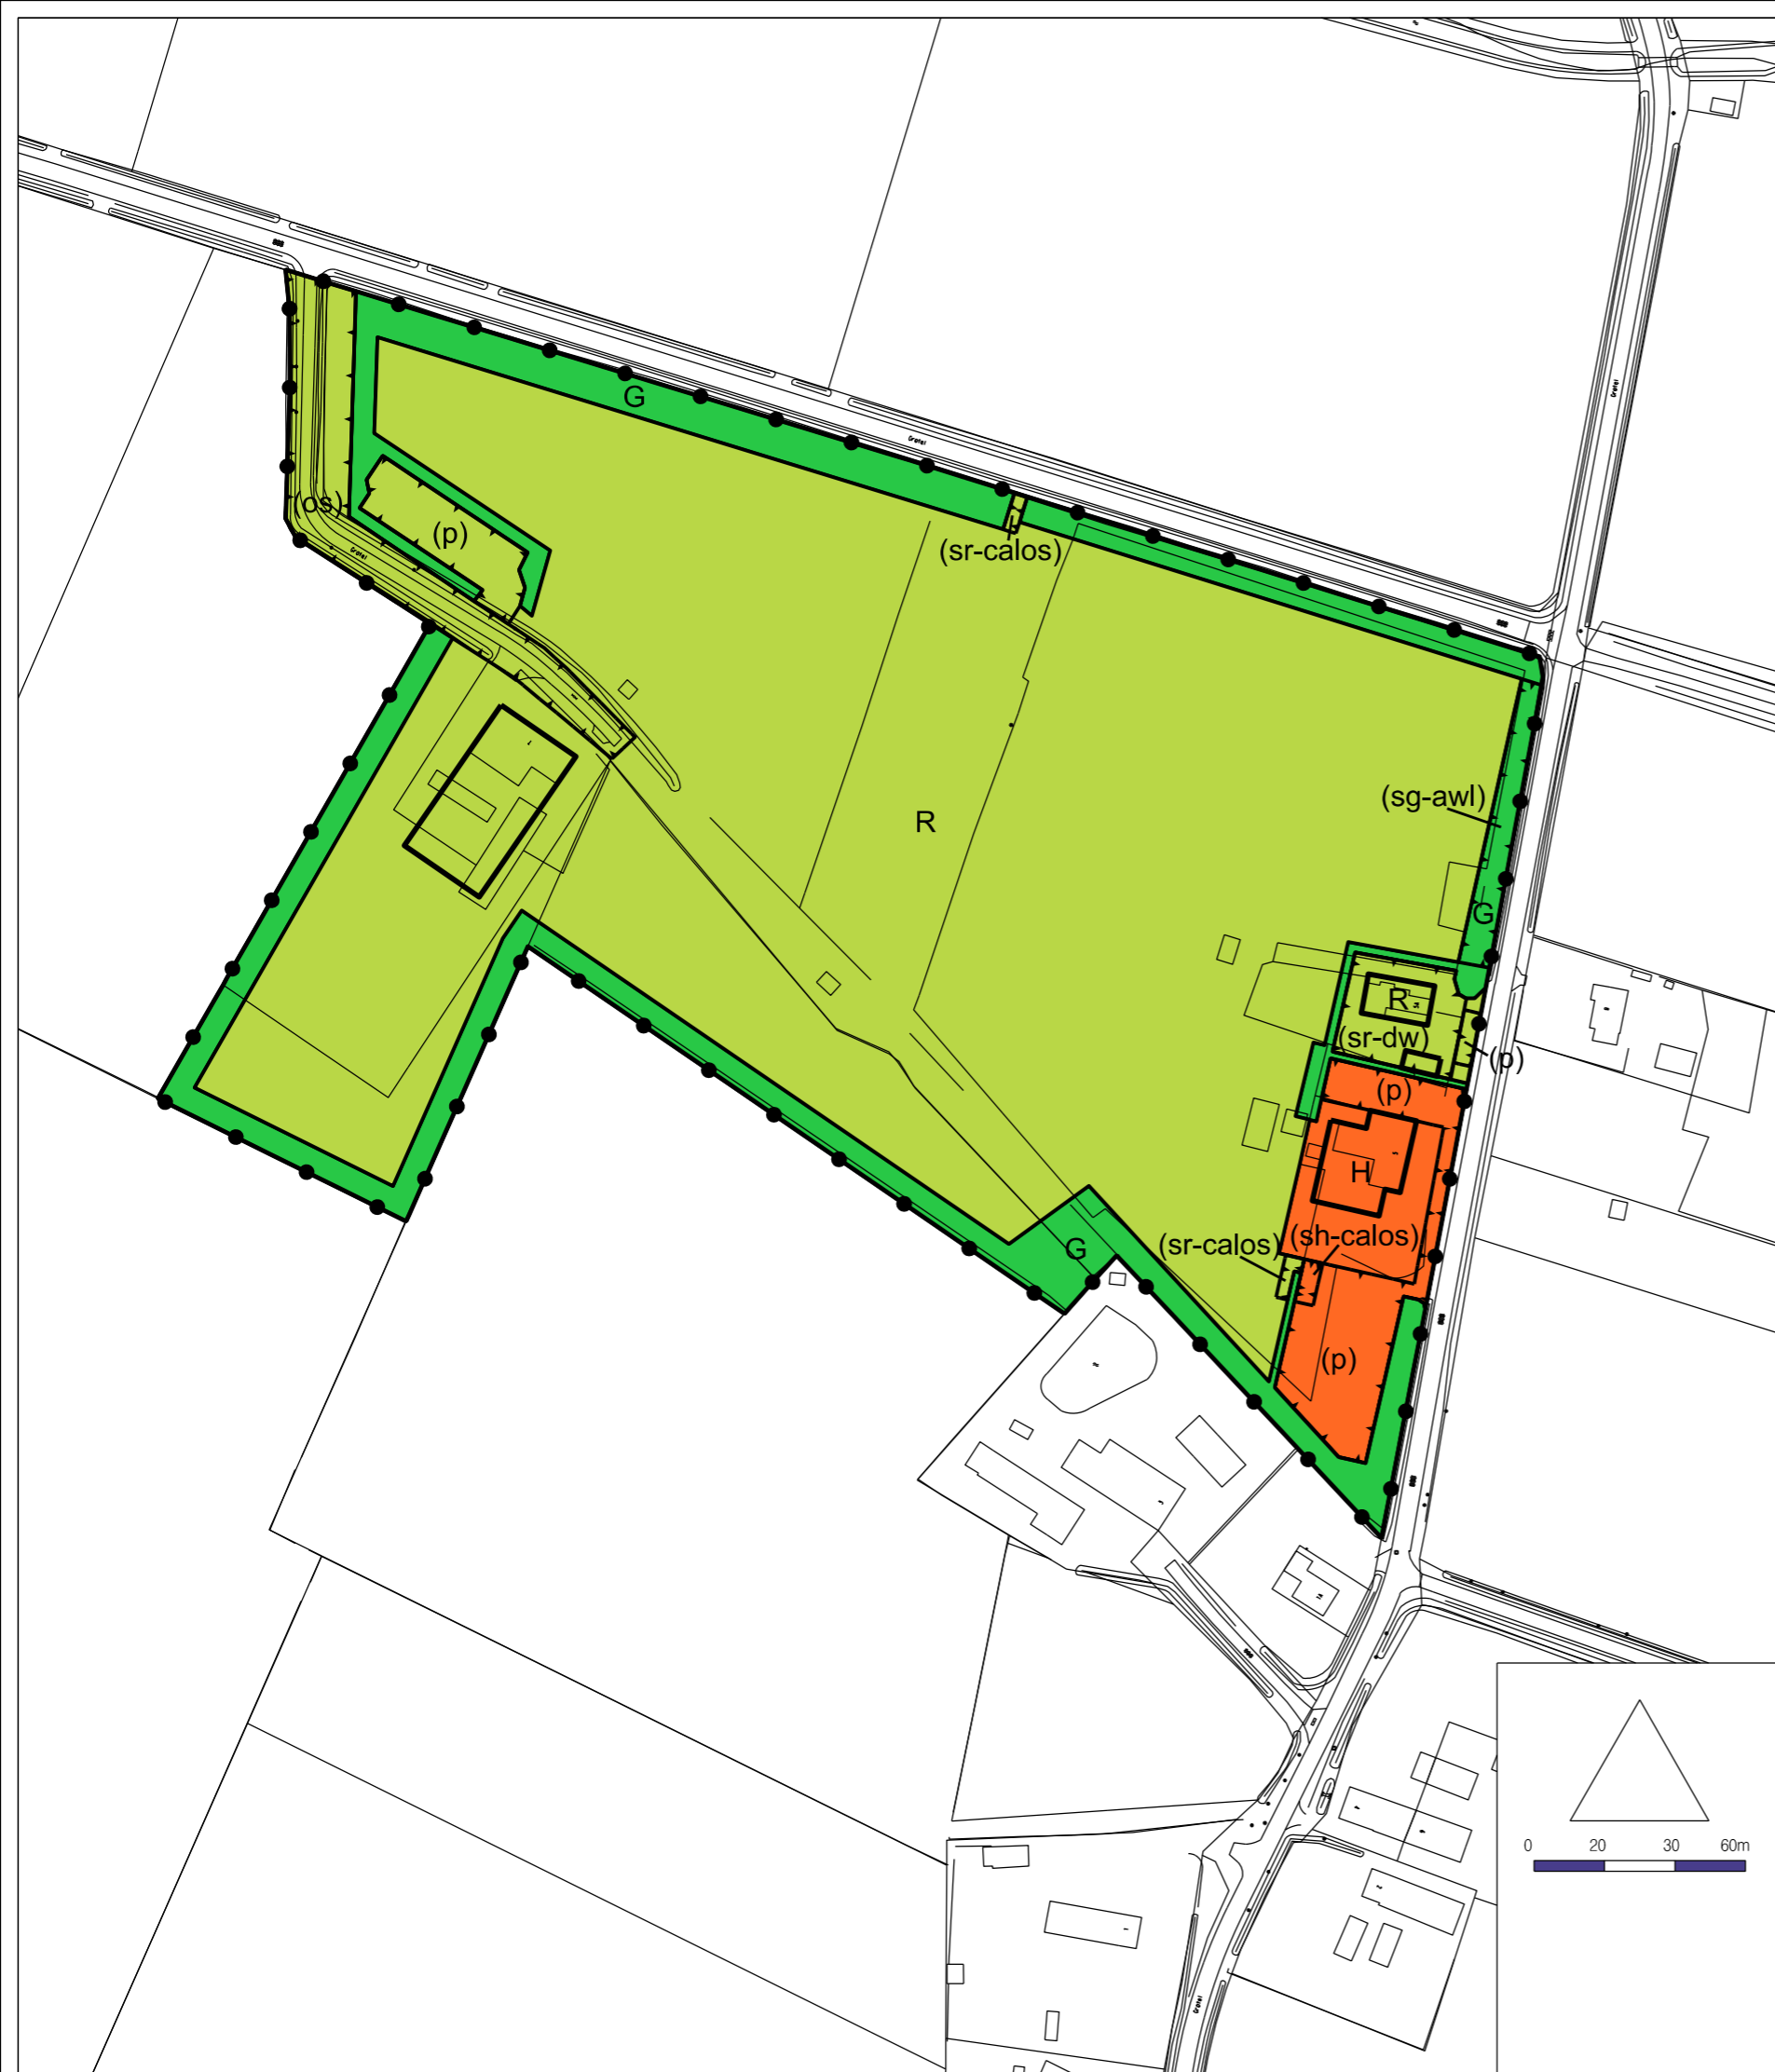 G
(os)
(p)
(sr-calos)
(sg-awl)
R
G
R
(sr-dw)
(p)
(p)
H
(sr-calos)
(sh-calos)
G
(p)
0 20 30 60m